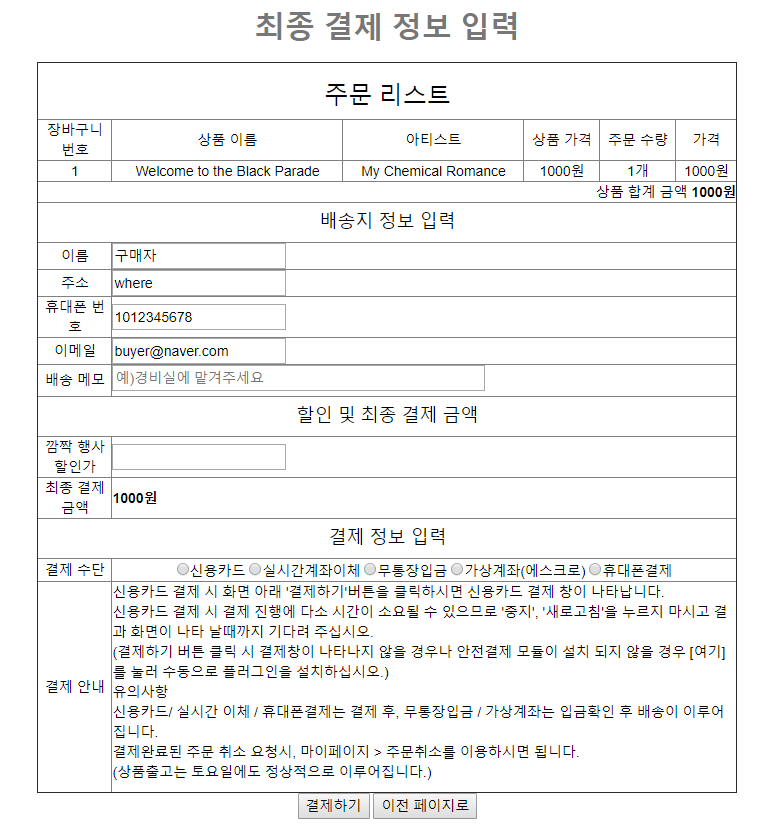 최종 결제 정보 입력
주문 리스트
장바구니 번호 상품 이름 아티스트 상품 가격 주문 수량 가격
1 Welcome to the Black Parade My Chemical Romance 1000원 1개 1000원
상품 합계 금액 1000원
배송지 정보 입력
이름 구매자
주소 where
휴대폰 번호 1012345678
이메일 buyer@naver.com
배송 메모 예)경비실에 맡겨주세요
할인 및 최종 결제 금액
깜짝 행사
할인가
최종 결제
금액 1000원
결제 정보 입력
결제 수단 신용카드 실시간계좌이체 무통장입금 가상계좌(에스크로) 휴대폰결제
결제 안내
신용카드 결제 시 화면 아래 '결제하기'버튼을 클릭하시면 신용카드 결제 창이 나타납니다.
신용카드 결제 시 결제 진행에 다소 시간이 소요될 수 있으므로 '중지', '새로고침'을 누르지 마시고 결
과 화면이 나타 날때까지 기다려 주십시오.
(결제하기 버튼 클릭 시 결제창이 나타나지 않을 경우나 안전결제 모듈이 설치 되지 않을 경우 [여기]
를 눌러 수동으로 플러그인을 설치하십시오.)
유의사항
신용카드/ 실시간 이체 / 휴대폰결제는 결제 후, 무통장입금 / 가상계좌는 입금확인 후 배송이 이루어
집니다.
결제완료된 주문 취소 요청시, 마이페이지 > 주문취소를 이용하시면 됩니다.
(상품출고는 토요일에도 정상적으로 이루어집니다.)
결제하기 이전 페이지로